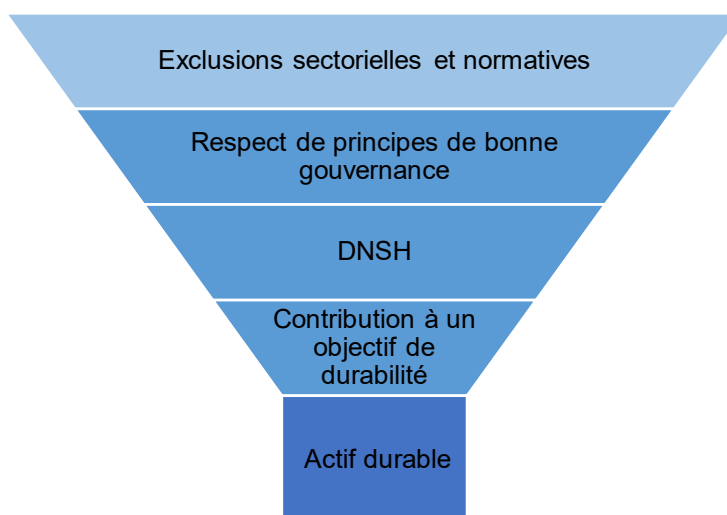 Exclusions sectorielles et normatives
Respect de principes de bonne
gouvernance
DNSH
Contribution à un
objectif de
durabilité
Actif durable